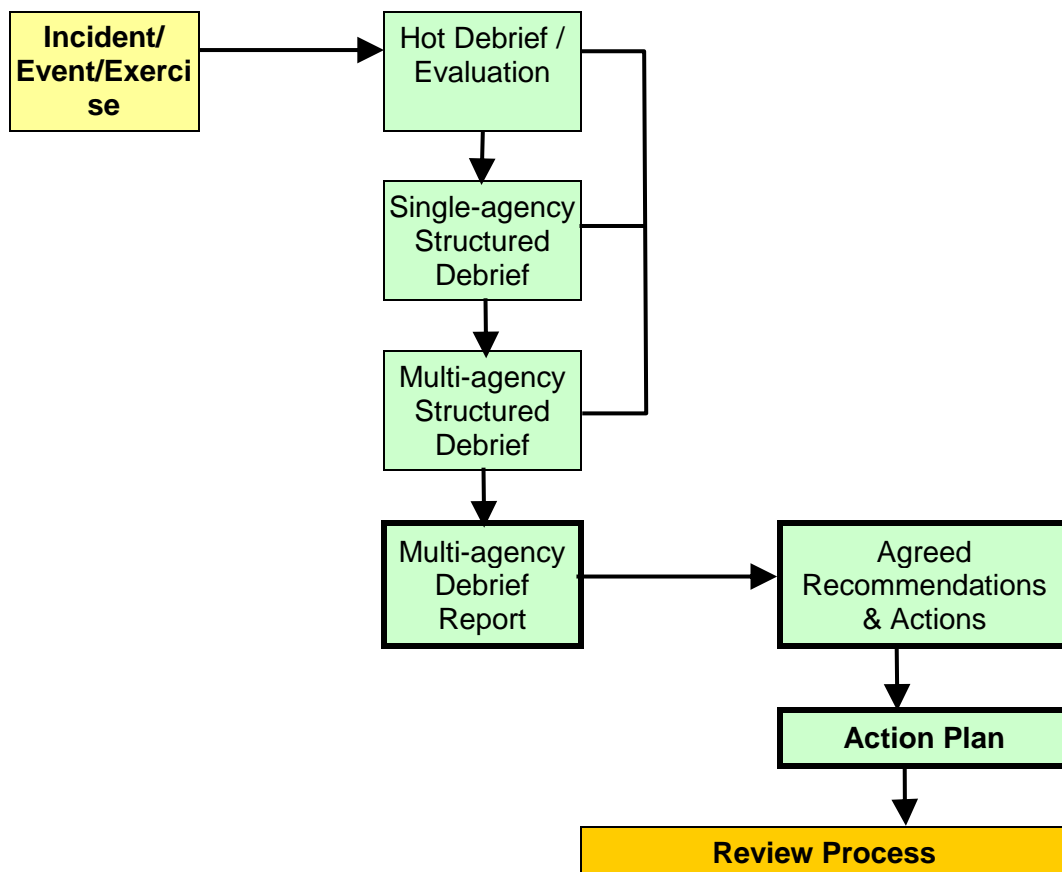 Incident/
Event/Exerci
se
Hot Debrief /
Evaluation
Single-agency
Structured
Debrief
Multi-agency
Structured
Debrief
Multi-agency
Debrief
Report
Agreed
Recommendations
& Actions
Action Plan
Review Process